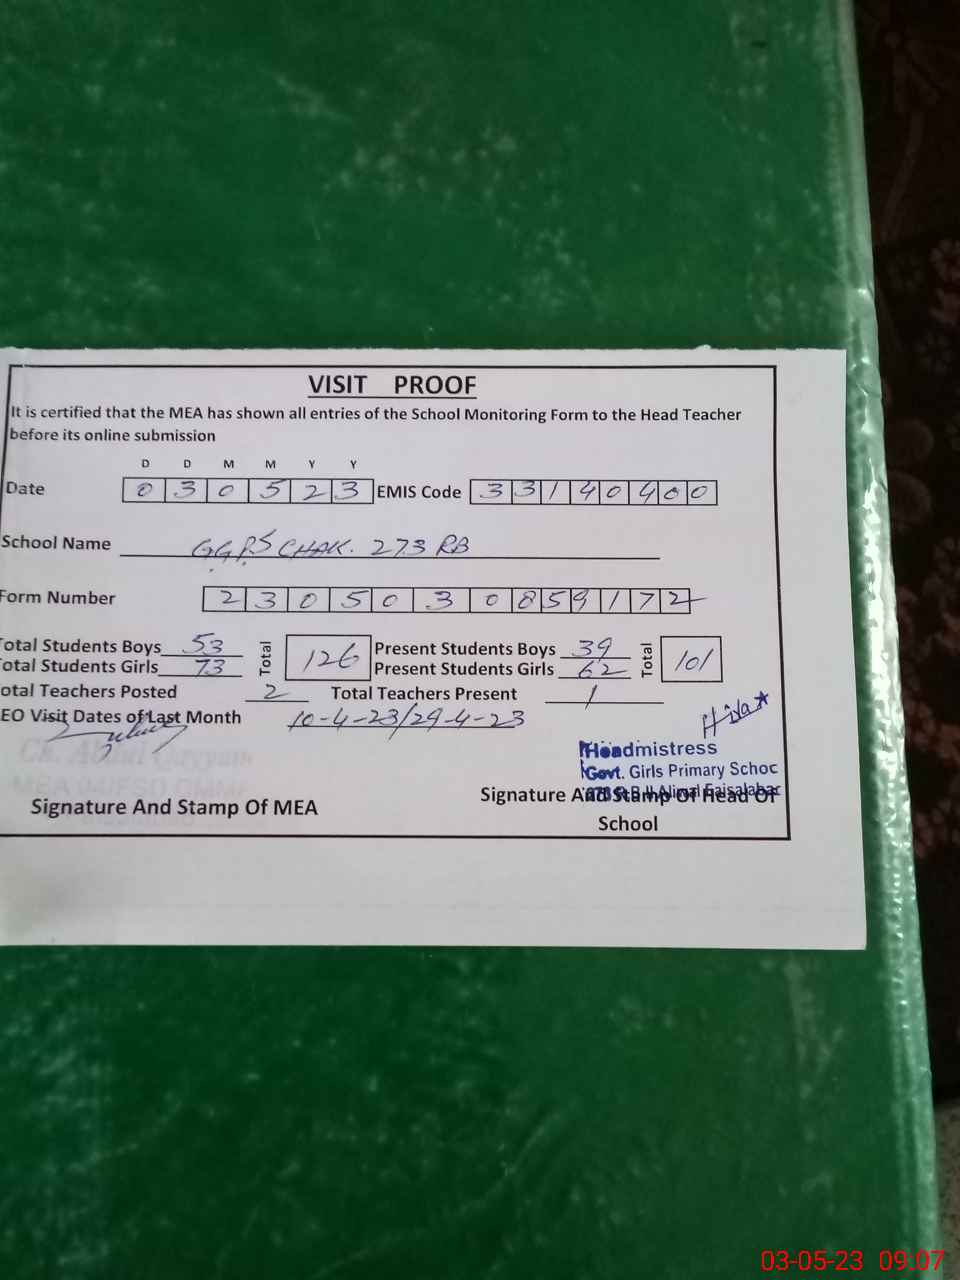 VISIT PROOF
It is certified that the MEA has shown all entries of the School Monitoring Form to the Head Teacher
before its online submission
D D M M Y Y
Date 0 3 0 5 2 3 EMIS Code 3 3 1 4 0 4 0 0
School Name GGPS CHAK. 273 RB
Form Number 2 3 0 5 0 3 0 8 5 9 1 7 2
otal Students Boys 53 Total 126 Present Students Boys 39 Total 101
otal Students Girls 73 Present Students Girls 62
otal Teachers Posted 2 Total Teachers Present 1
EO Visit Dates of Last Month 10-4-23/29-4-23
Hina
Ch. Abdul Qayyum
Headmistress
Govt. Girls Primary Schoc
Signature And Stamp Of MEA
Signature And Stamp Of Head Of
School
03-05-23 09:07